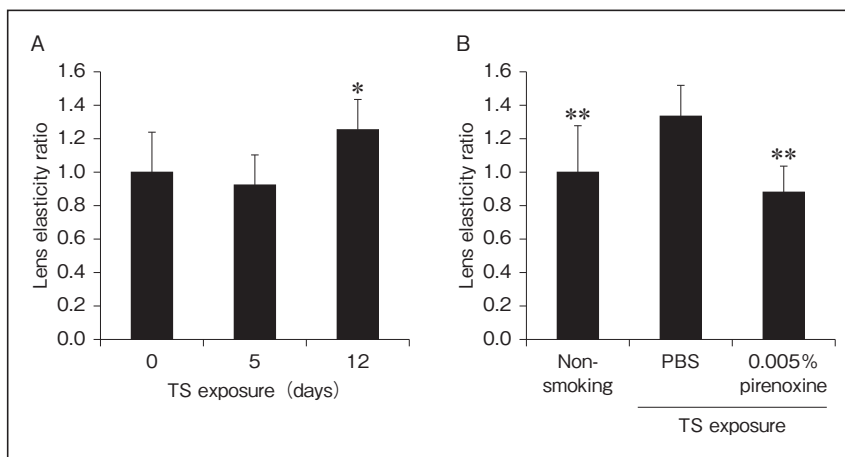 A
Lens elasticity ratio
1.6
1.4
1.2
1.0
0.8
0.6
0.4
0.2
0.0
*
0 5 12
TS exposure (days)
B
Lens elasticity ratio
1.6
1.4
1.2
1.0
0.8
0.6
0.4
0.2
0.0
**
**
Non-
smoking
PBS
0.005%
pirenoxine
TS exposure